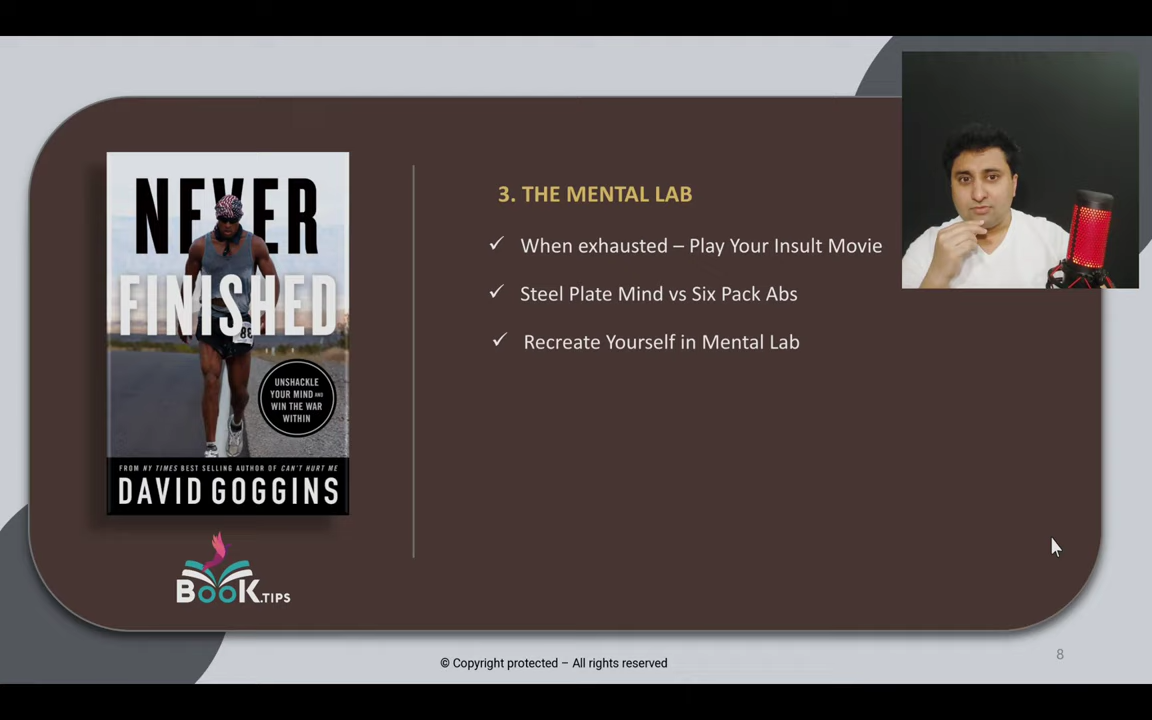 NEVER
FINISHED
86
UNSHACKLE
YOUR MIND AND
WIN THE WAR
WITHIN
FROM NY TIMES BEST SELLING AUTHOR OF CAN'T HURT ME
DAVID GOGGINS
BOOK.TIPS
3. THE MENTAL LAB
✓ When exhausted – Play Your Insult Movie
✓ Steel Plate Mind vs Six Pack Abs
✓ Recreate Yourself in Mental Lab
© Copyright protected – All rights reserved
8